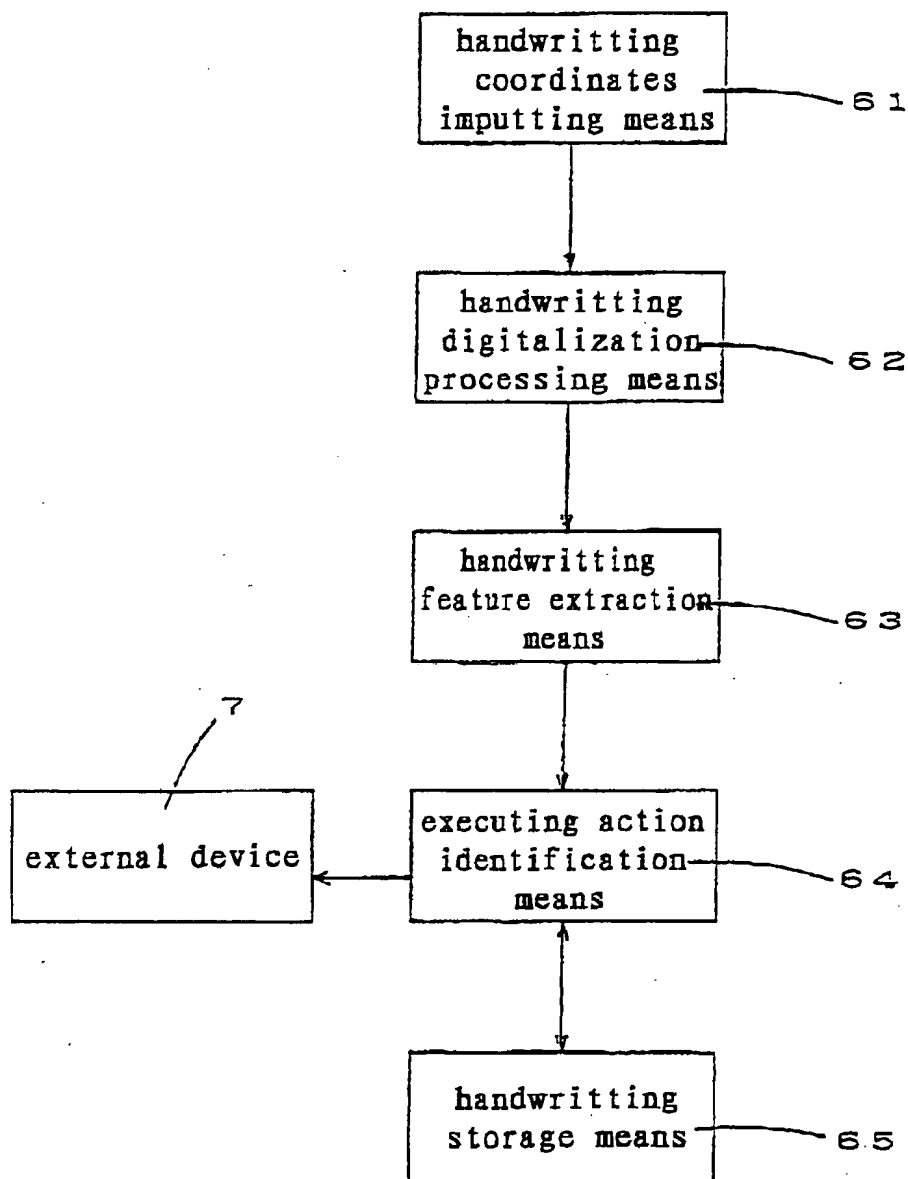 handwritting
coordinates
imputting means
61
handwritting
digitalization
processing means
62
handwritting
feature extraction
means
63
7
external device
executing action
identification
means
64
handwritting
storage means
65